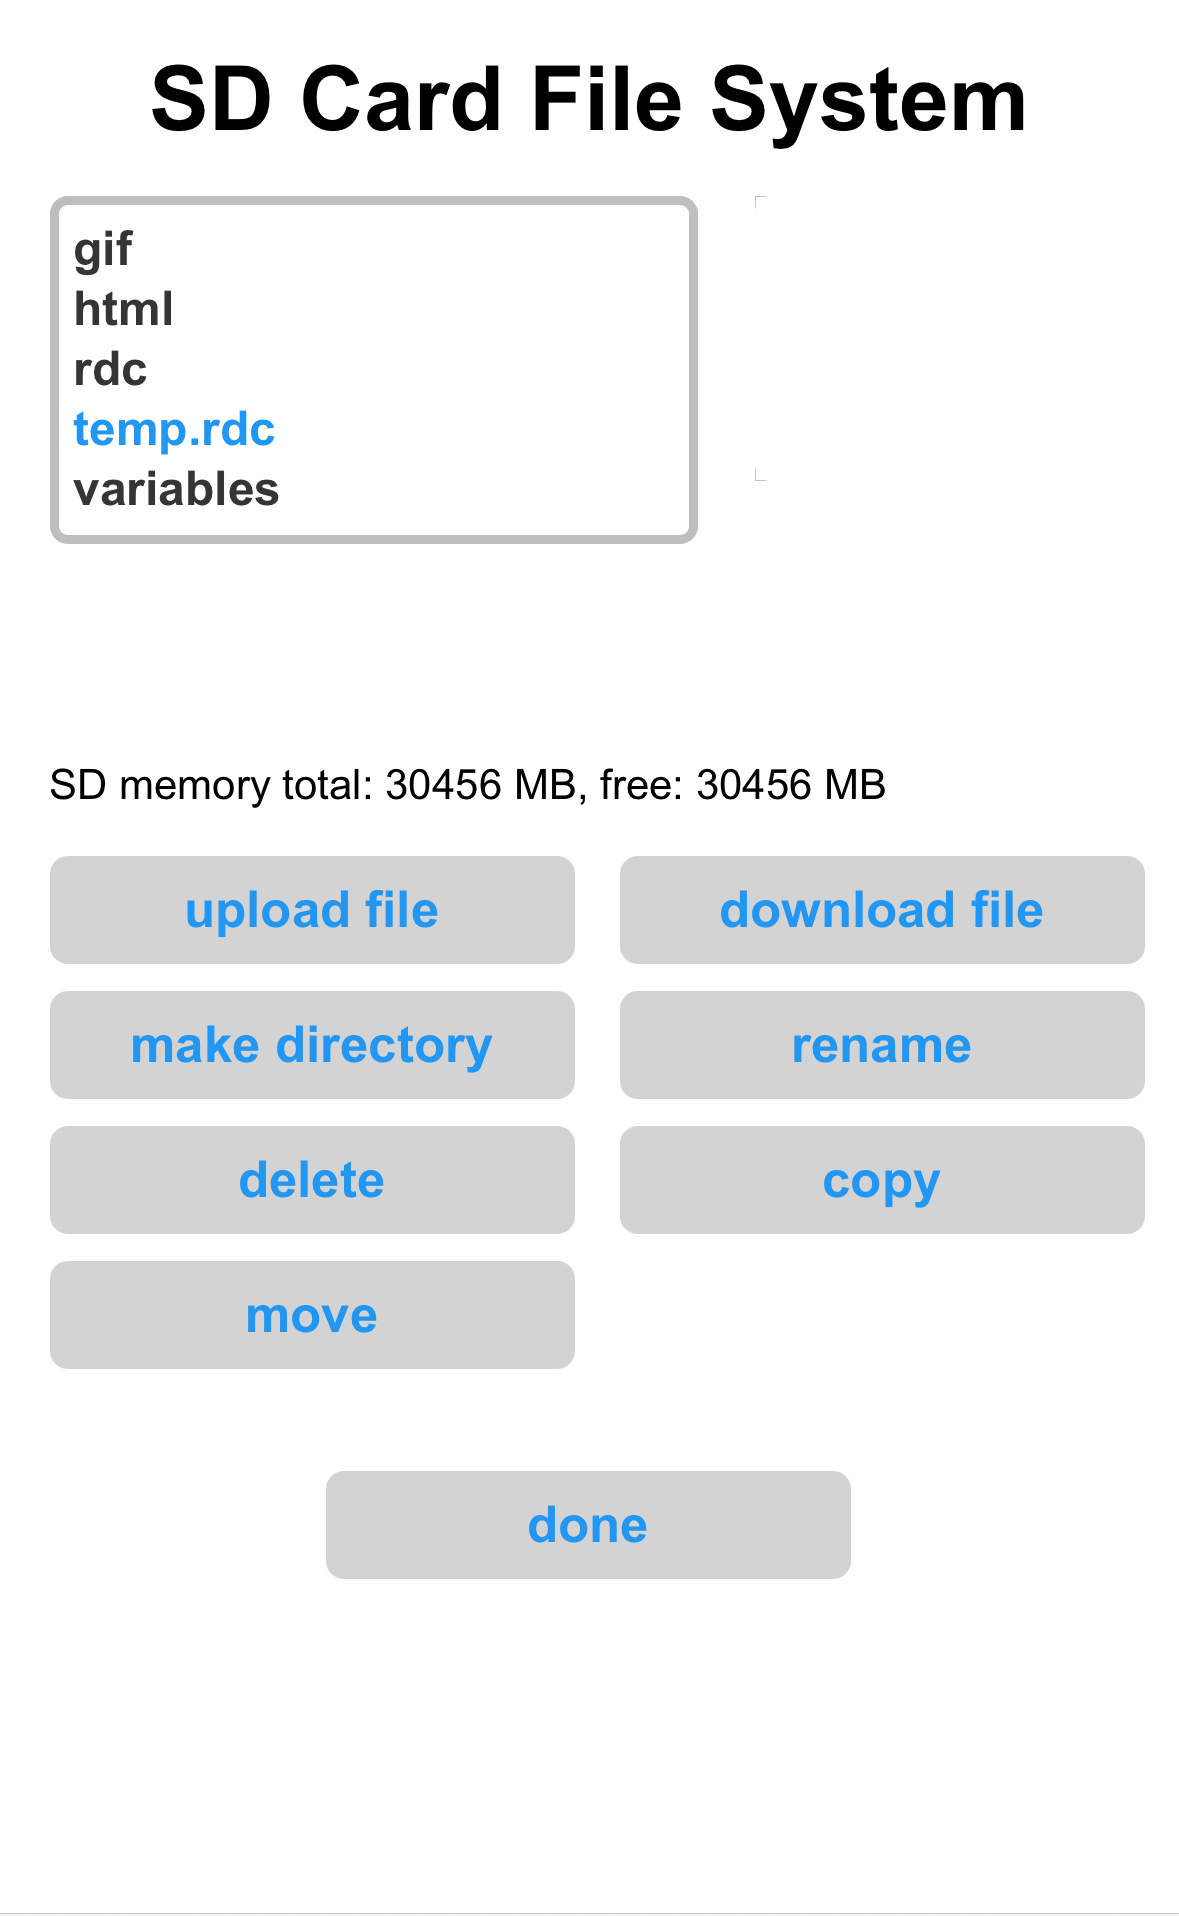 SD Card File System
gif
html
rdc
temp.rdc
variables
SD memory total: 30456 MB, free: 30456 MB
upload file
download file
make directory
rename
delete
copy
move
done